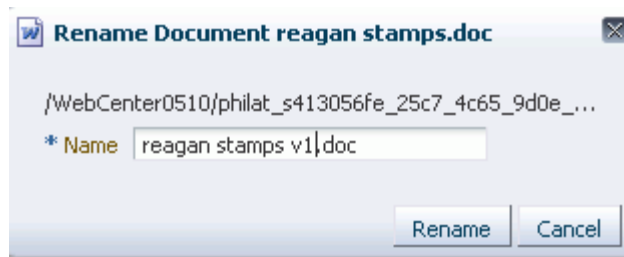 Rename Document reagan stamps.doc
/WebCenter0510/philat_s413056fe_25c7_4c65_9d0e_...
* Name reagan stamps v1.doc
Rename Cancel